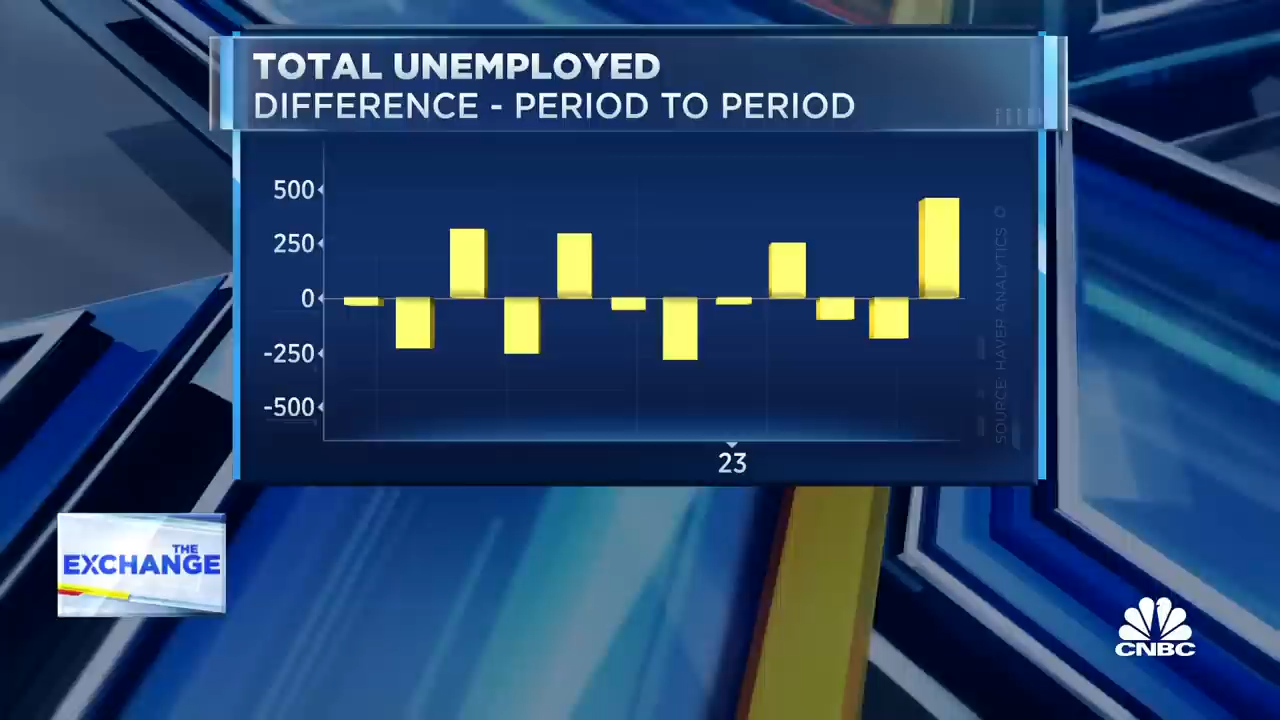 TOTAL UNEMPLOYED
DIFFERENCE - PERIOD TO PERIOD
500
250
0
-250
-500
23
SOURCE: HAVER ANALYTICS
THE
EXCHANGE
CNBC